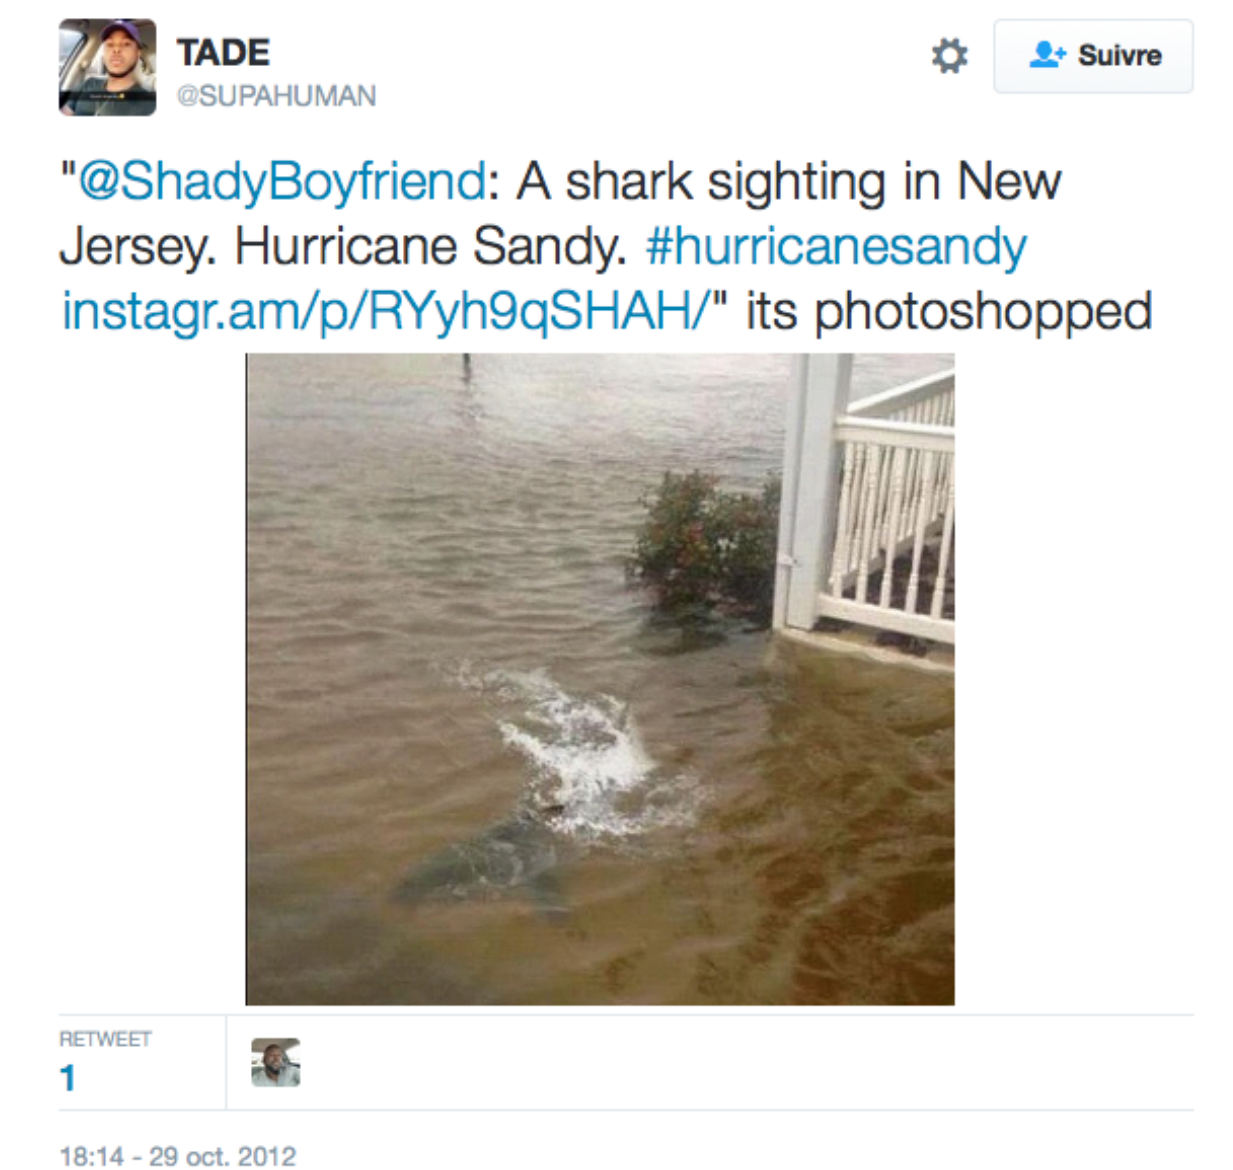 TADE
@SUPAHUMAN
Suivre
"@ShadyBoyfriend: A shark sighting in New
Jersey. Hurricane Sandy. #hurricanesandy
instagr.am/p/RYyh9qSHAH/" its photoshopped
RETWEET
1
18:14 - 29 oct. 2012